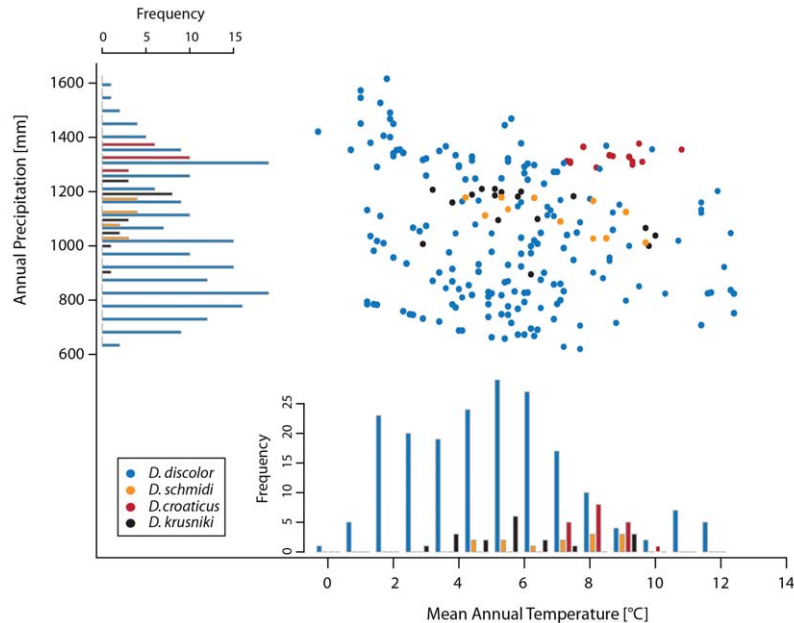 Frequency
0 5 10 15
Annual Precipitation [mm]
1600
1400
1200
1000
800
600
Frequency
25
20
15
10
5
0
D. discolor
D. schmidi
D.croaticus
D. krusniki
0 2 4 6 8 10 12 14
Mean Annual Temperature [°C]